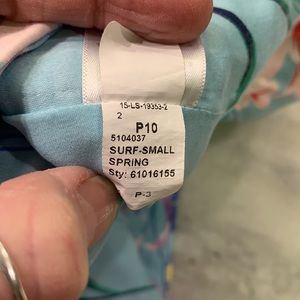 15-LS-19353-2
2
P10
5104037
SURF-SMALL
SPRING
Sty: 61016155
P-3